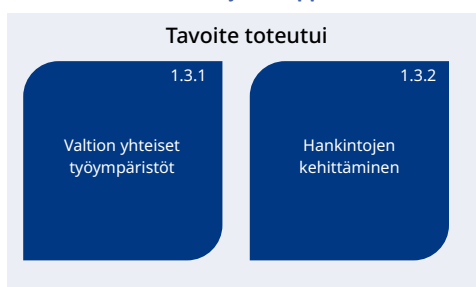 Tavoite toteutui
1.3.1
Valtion yhteiset
työympäristöt
1.3.2
Hankintojen
kehittäminen